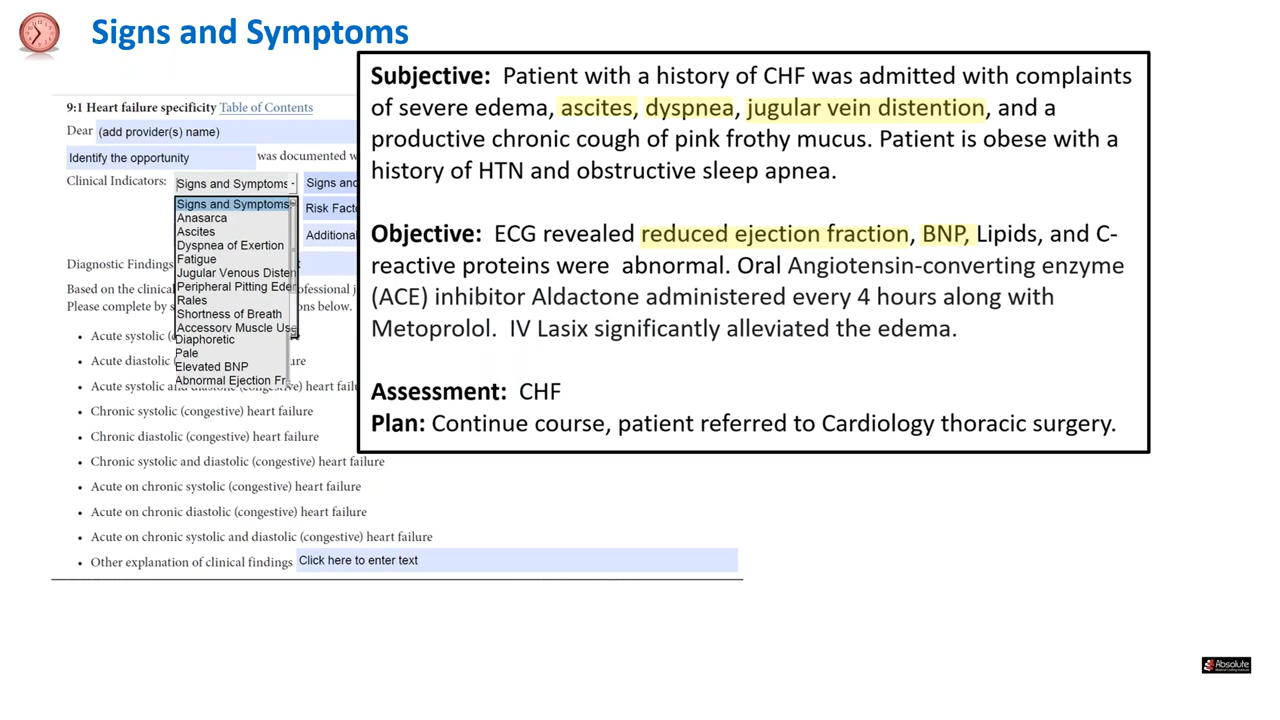 Signs and Symptoms
9:1 Heart failure specificity Table of Contents
Dear (add provider(s) name)
Identify the opportunity was documented w
Clinical Indicators: Signs and Symptoms Signs and
Signs and Symptoms Risk Fact
Anasarca
Ascites Additional
Dyspnea of Exertion
Fatigue
Diagnostic Findings
Jugular Venous Disten
Peripheral Pitting Ede
Rales
Shortness of Breath
Accessory Muscle Use
Diaphoretic
Pale
Elevated BNP
Abnormal Ejection Fr
Based on the clinica ofessional j
Please complete by s ons below.
Acute systolic (
Acute diastolic
Acute systolic and diastolic (congestive) heart failu
Chronic systolic (congestive) heart failure
Chronic diastolic (congestive) heart failure
Chronic systolic and diastolic (congestive) heart failure
Acute on chronic systolic (congestive) heart failure
Acute on chronic diastolic (congestive) heart failure
Acute on chronic systolic and diastolic (congestive) heart failure
Other explanation of clinical findings Click here to enter text
Subjective: Patient with a history of CHF was admitted with complaints
of severe edema, ascites, dyspnea, jugular vein distention, and a
productive chronic cough of pink frothy mucus. Patient is obese with a
history of HTN and obstructive sleep apnea.
Objective: ECG revealed reduced ejection fraction, BNP, Lipids, and C-
reactive proteins were abnormal. Oral Angiotensin-converting enzyme
(ACE) inhibitor Aldactone administered every 4 hours along with
Metoprolol. IV Lasix significantly alleviated the edema.
Assessment: CHF
Plan: Continue course, patient referred to Cardiology thoracic surgery.
Absolute